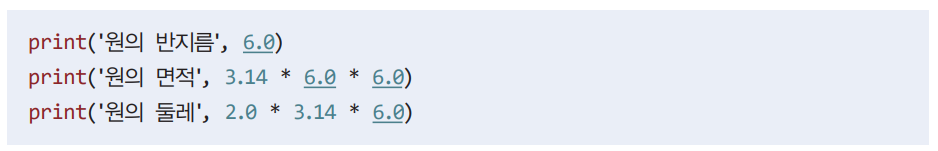 print('원의 반지름', 6.0)
print('원의 면적', 3.14 * 6.0 * 6.0)
print('원의 둘레', 2.0 * 3.14 * 6.0)